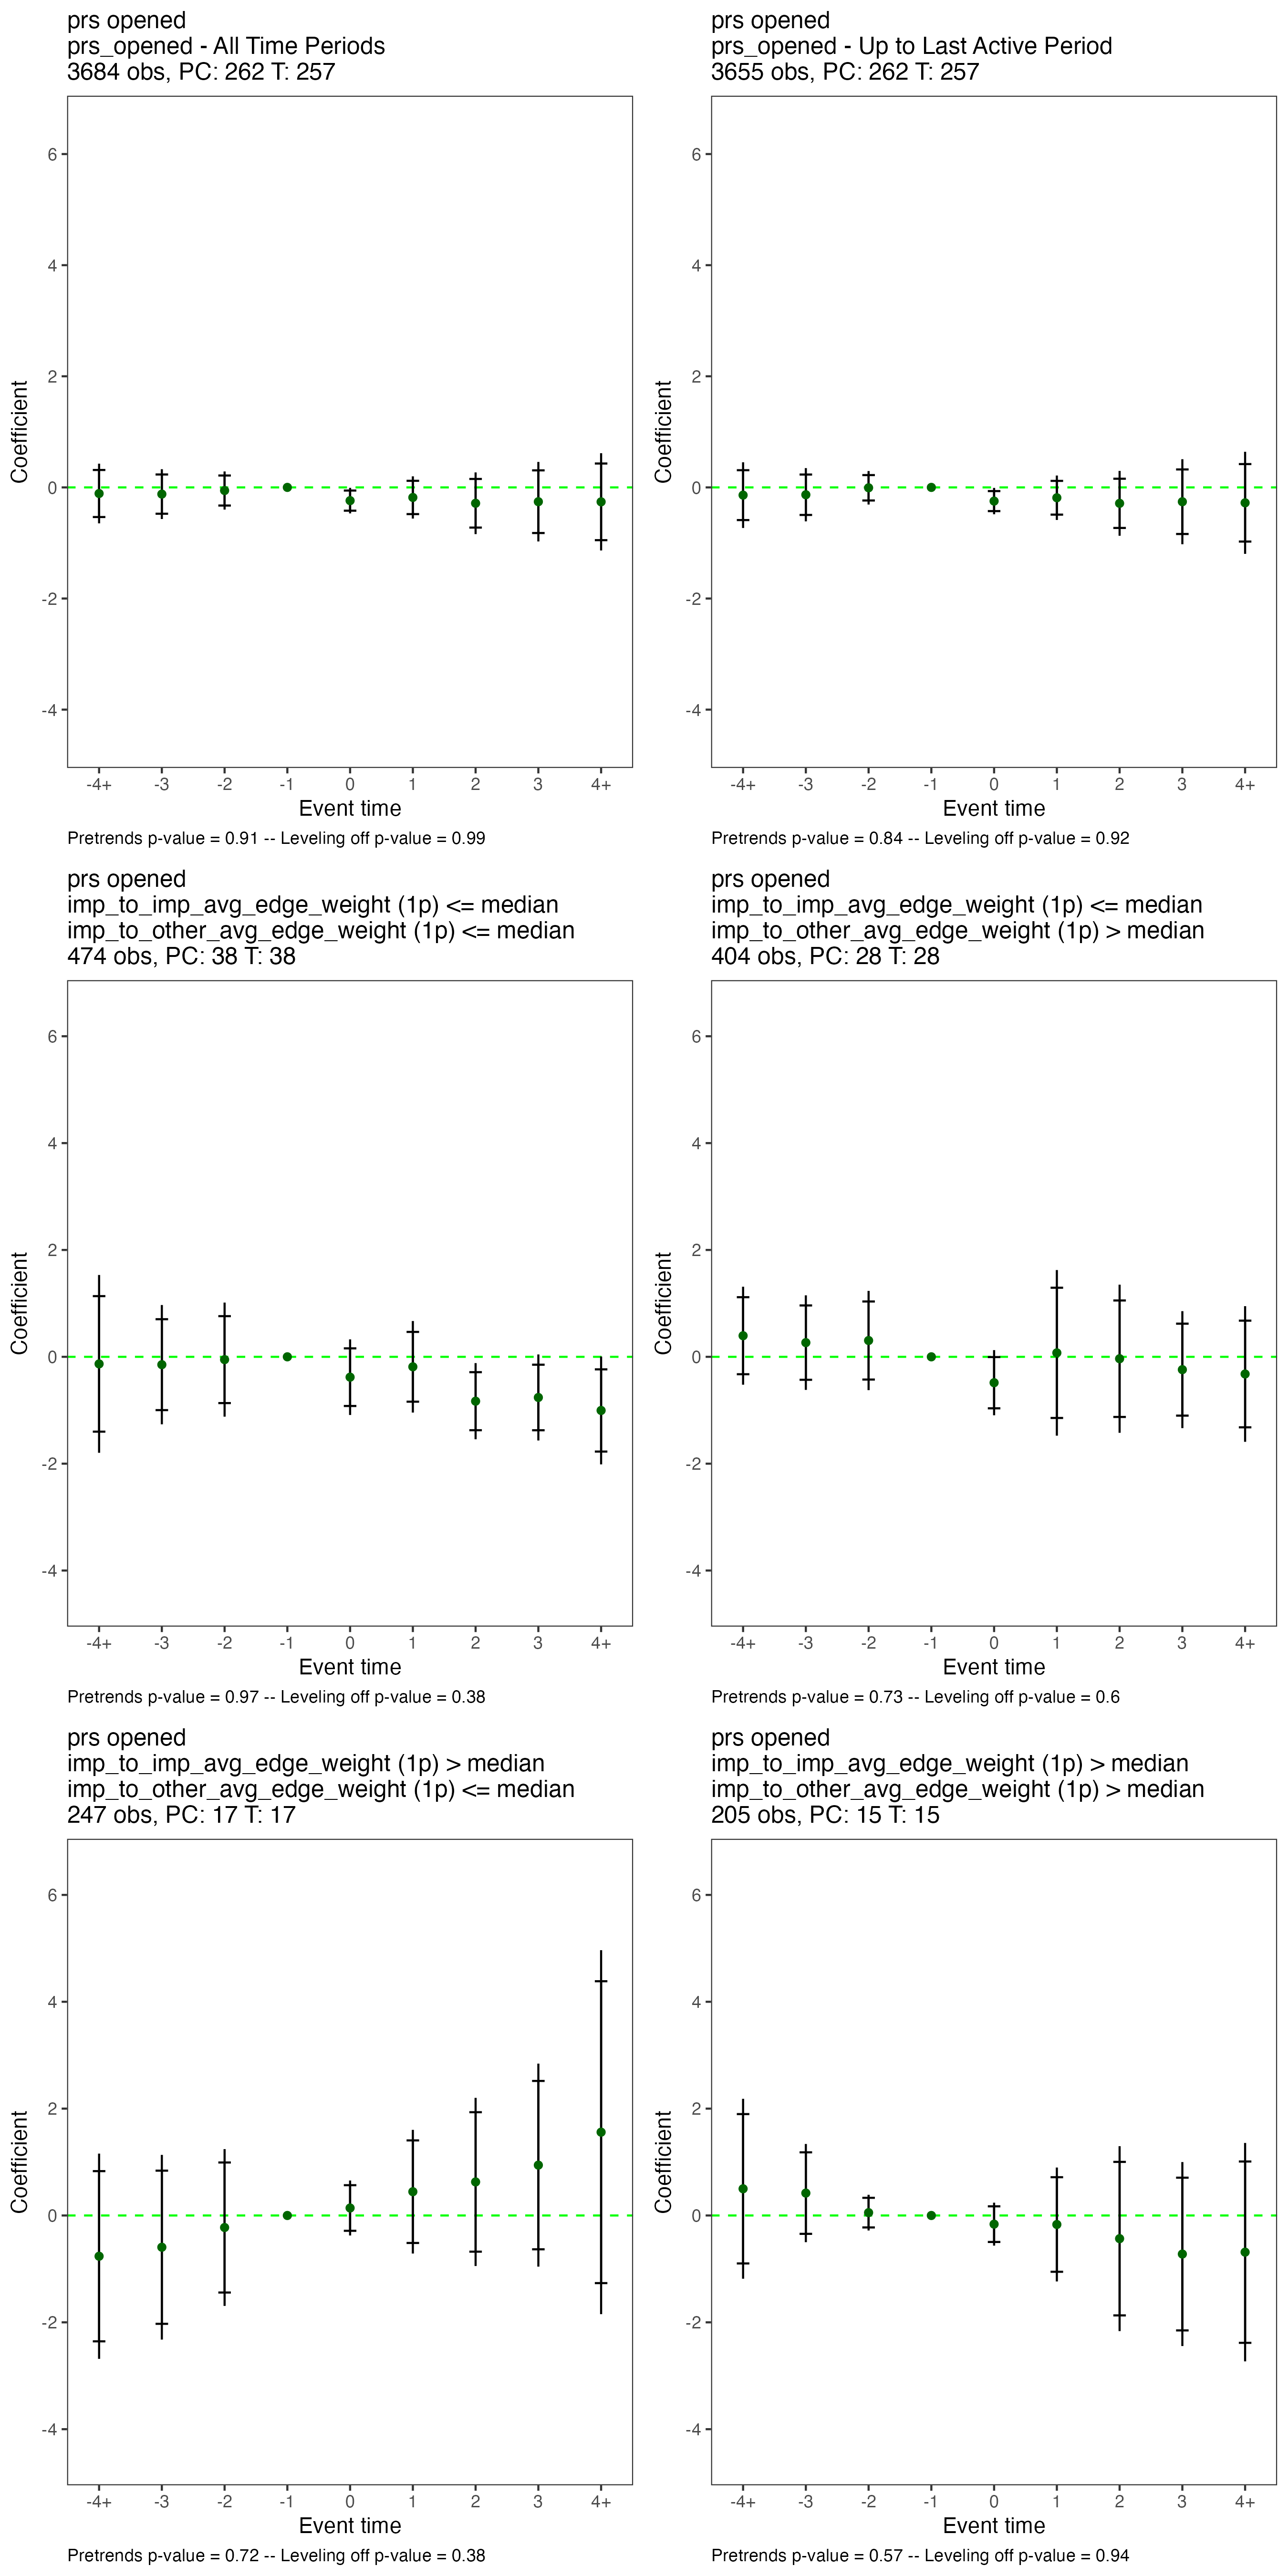 prs opened
prs_opened - All Time Periods
3684 obs, PC: 262 T: 257
Coefficient
6
4
2
0
-2
-4
-4+ -3 -2 -1 0 1 2 3 4+
Event time
Pretrends p-value = 0.91 -- Leveling off p-value = 0.99
prs opened
prs_opened - Up to Last Active Period
3655 obs, PC: 262 T: 257
Coefficient
6
4
2
0
-2
-4
-4+ -3 -2 -1 0 1 2 3 4+
Event time
Pretrends p-value = 0.84 -- Leveling off p-value = 0.92
prs opened
imp_to_imp_avg_edge_weight (1p) <= median
imp_to_other_avg_edge_weight (1p) <= median
474 obs, PC: 38 T: 38
Coefficient
6
4
2
0
-2
-4
-4+ -3 -2 -1 0 1 2 3 4+
Event time
Pretrends p-value = 0.97 -- Leveling off p-value = 0.38
prs opened
imp_to_imp_avg_edge_weight (1p) <= median
imp_to_other_avg_edge_weight (1p) > median
404 obs, PC: 28 T: 28
Coefficient
6
4
2
0
-2
-4
-4+ -3 -2 -1 0 1 2 3 4+
Event time
Pretrends p-value = 0.73 -- Leveling off p-value = 0.6
prs opened
imp_to_imp_avg_edge_weight (1p) > median
imp_to_other_avg_edge_weight (1p) <= median
247 obs, PC: 17 T: 17
Coefficient
6
4
2
0
-2
-4
-4+ -3 -2 -1 0 1 2 3 4+
Event time
Pretrends p-value = 0.72 -- Leveling off p-value = 0.38
prs opened
imp_to_imp_avg_edge_weight (1p) > median
imp_to_other_avg_edge_weight (1p) > median
205 obs, PC: 15 T: 15
Coefficient
6
4
2
0
-2
-4
-4+ -3 -2 -1 0 1 2 3 4+
Event time
Pretrends p-value = 0.57 -- Leveling off p-value = 0.94